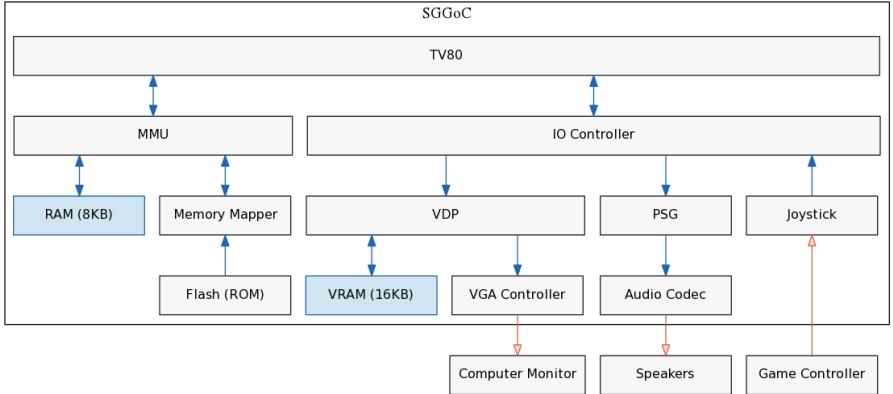 SGGoC
TV80
MMU
IO Controller
RAM (8KB)
Memory Mapper
VDP
PSG
Joystick
Flash (ROM)
VRAM (16KB)
VGA Controller
Audio Codec
Computer Monitor
Speakers
Game Controller